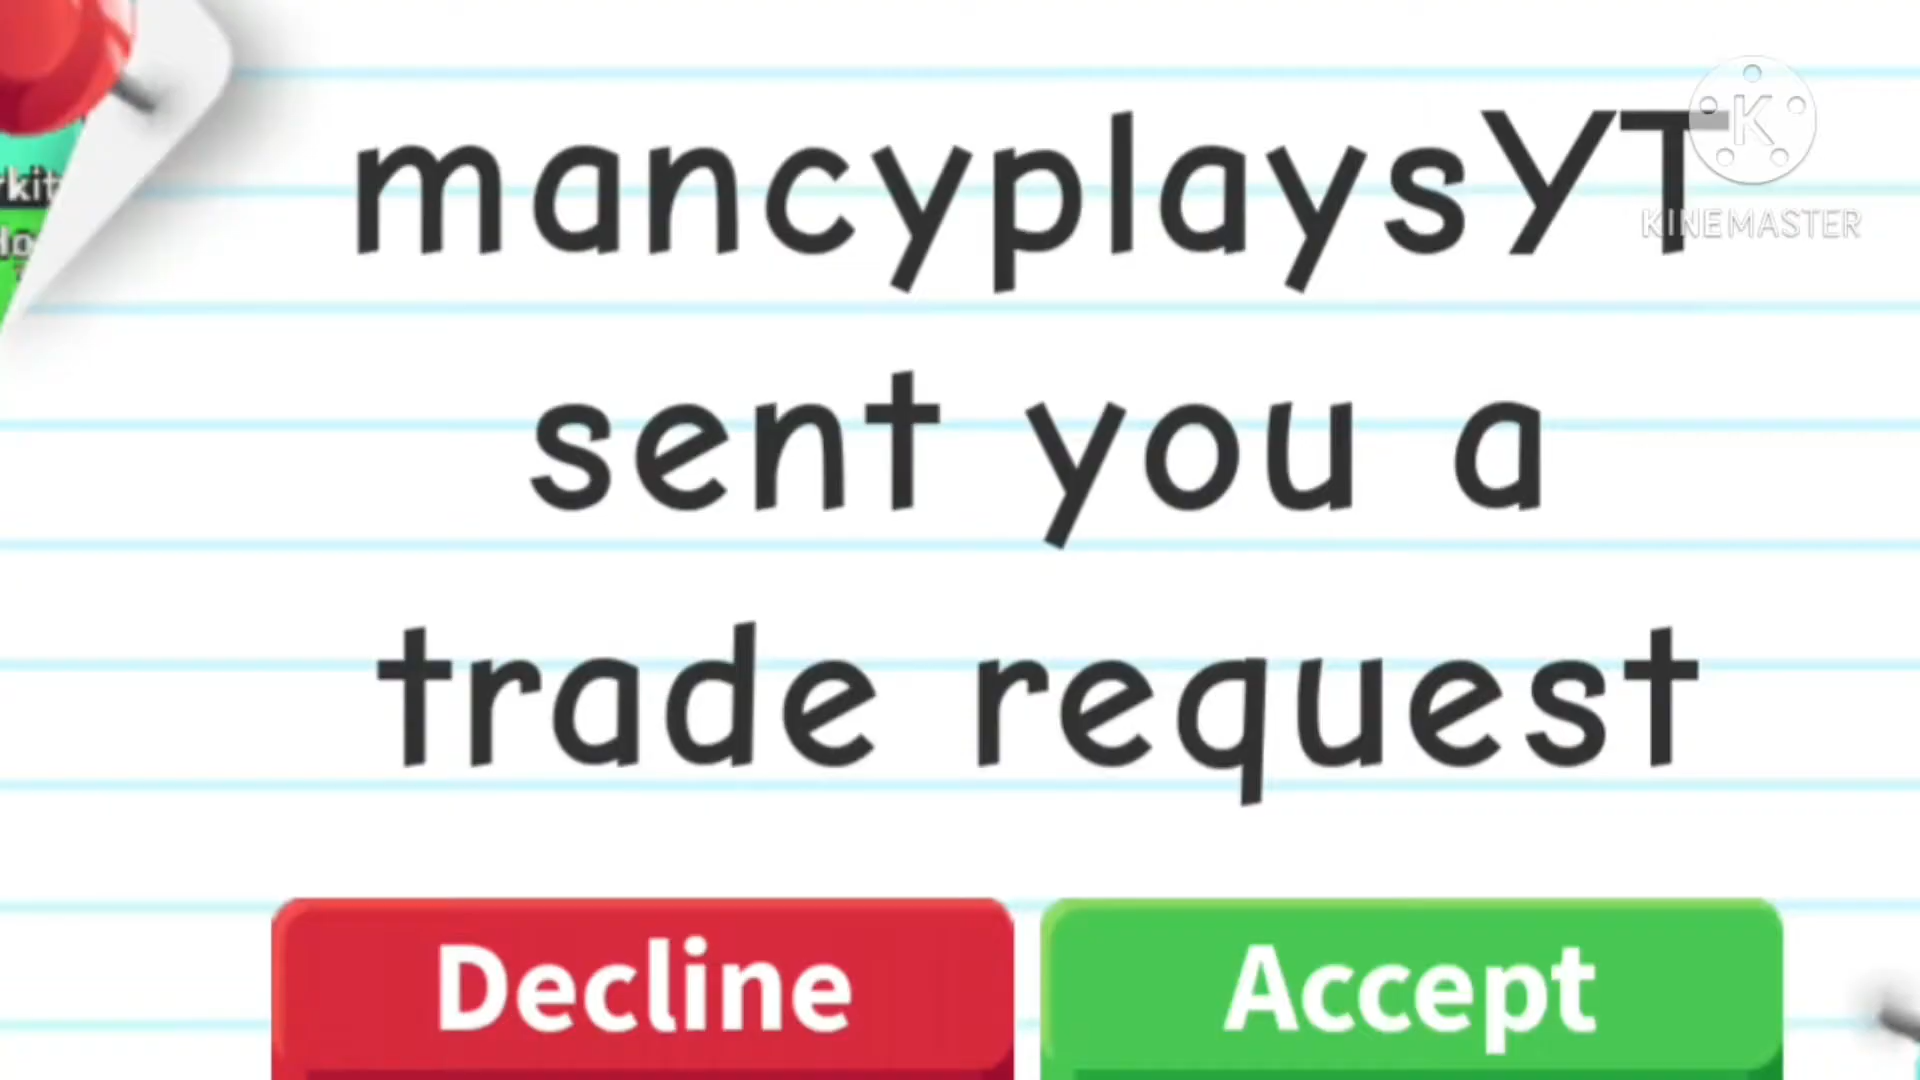 mancyplaysYT
sent you a
trade request
Decline
Accept
KINEMASTER